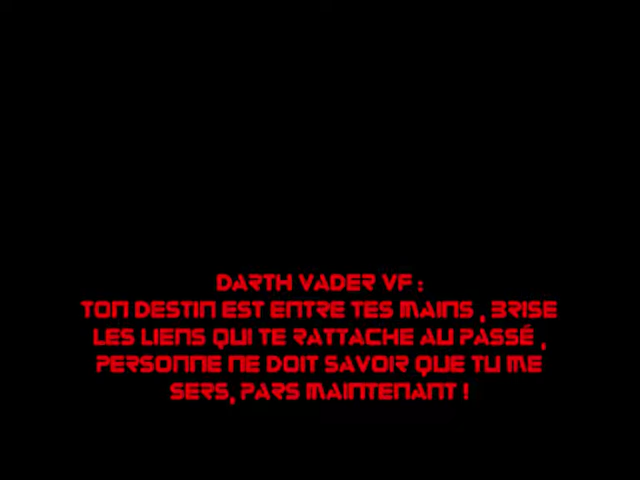 DARTH VADER VF :
TON DESTIN EST ENTRE TES MAINS , BRISE
LES LIENS QUI TE RATTACHE AU PASSÉ ,
PERSONNE NE DOIT SAVOIR QUE TU ME
SERS, PARS MAINTENANT !